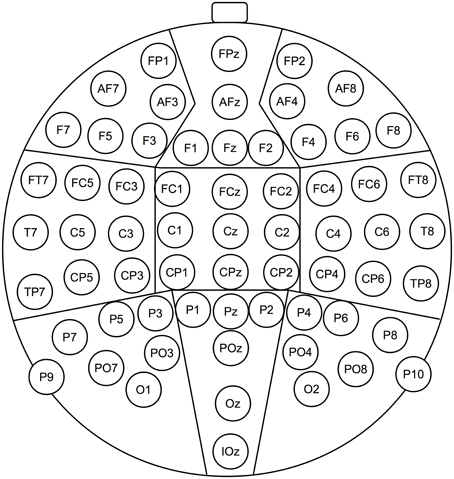 FPz
FP1 FP2
AF7 AF8
AF3 AFz AF4
F7 F5 F3 F4 F6 F8
F1 Fz F2
FT7 FC5 FC3 FC1 FCz FC2 FC4 FC6 FT8
T7 C5 C3 C1 Cz C2 C4 C6 T8
TP7 CP5 CP3 CP1 CPz CP2 CP4 CP6 TP8
P5 P3 P1 Pz P2 P4 P6
P7 P8
PO3 POz PO4
P9 PO7 PO8 P10
O1 Oz O2
IOz